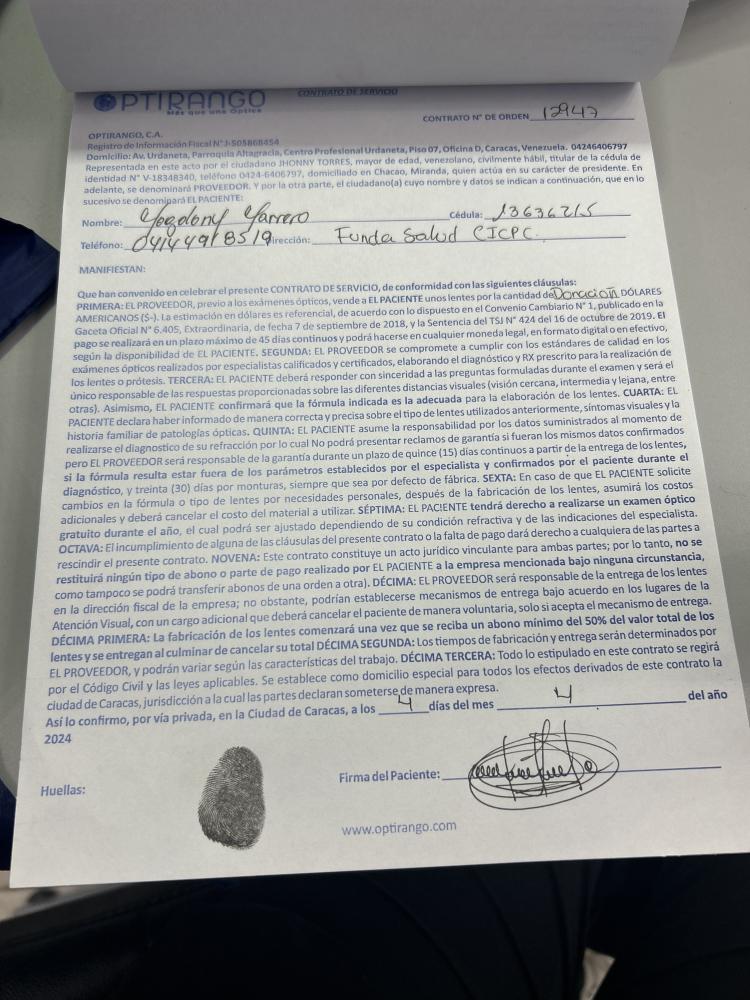 OPTIRANGO
Más que una Óptica
CONTRATO DE SERVICIO
CONTRATO N° DE ORDEN 12947
OPTIRANGO, C.A.
Registro de Información Fiscal N° J-505868454
Domicilio: Av. Urdaneta, Parroquia Altagracia, Centro Profesional Urdaneta, Piso 07, Oficina D, Caracas, Venezuela. 04246406797
Representada en este acto por el ciudadano JHONNY TORRES, mayor de edad, venezolano, civilmente hábil, titular de la cédula de
identidad N° V-18348340, teléfono 0424-6406797, domiciliado en Chacao, Miranda, quien actúa en su carácter de presidente. En
adelante, se denominará PROVEEDOR. Y por la otra parte, el ciudadano(a) cuyo nombre y datos se indican a continuación, que en lo
sucesivo se denominará EL PACIENTE:
Nombre: Yogdony Marrero Cédula: 13636215
Teléfono: 04144918519 Dirección: Funda Salud CICPC.
MANIFIESTAN:
Que han convenido en celebrar el presente CONTRATO DE SERVICIO, de conformidad con las siguientes cláusulas:
PRIMERA: EL PROVEEDOR, previo a los exámenes ópticos, vende a EL PACIENTE unos lentes por la cantidad de Donación DÓLARES
AMERICANOS ($-). La estimación en dólares es referencial, de acuerdo con lo dispuesto en el Convenio Cambiario N° 1, publicado en la
Gaceta Oficial N° 6.405, Extraordinaria, de fecha 7 de septiembre de 2018, y la Sentencia del TSJ N° 424 del 16 de octubre de 2019. El
pago se realizará en un plazo máximo de 45 días continuos y podrá hacerse en cualquier moneda legal, en formato digital o en efectivo,
según la disponibilidad de EL PACIENTE. SEGUNDA: EL PROVEEDOR se compromete a cumplir con los estándares de calidad en los
exámenes ópticos realizados por especialistas calificados y certificados, elaborando el diagnóstico y RX prescrito para la realización de
los lentes o prótesis. TERCERA: EL PACIENTE deberá responder con sinceridad a las preguntas formuladas durante el examen y será el
único responsable de las respuestas proporcionadas sobre las diferentes distancias visuales (visión cercana, intermedia y lejana, entre
otras). Asimismo, EL PACIENTE confirmará que la fórmula indicada es la adecuada para la elaboración de los lentes. CUARTA: EL
PACIENTE declara haber informado de manera correcta y precisa sobre el tipo de lentes utilizados anteriormente, síntomas visuales y la
historia familiar de patologías ópticas. QUINTA: EL PACIENTE asume la responsabilidad por los datos suministrados al momento de
realizarse el diagnostico de su refracción por lo cual No podrá presentar reclamos de garantía si fueran los mismos datos confirmados
pero EL PROVEEDOR será responsable de la garantía durante un plazo de quince (15) días continuos a partir de la entrega de los lentes,
si la fórmula resulta estar fuera de los parámetros establecidos por el especialista y confirmados por el paciente durante el
diagnóstico, y treinta (30) días por monturas, siempre que sea por defecto de fábrica. SEXTA: En caso de que EL PACIENTE solicite
cambios en la fórmula o tipo de lentes por necesidades personales, después de la fabricación de los lentes, asumirá los costos
adicionales y deberá cancelar el costo del material a utilizar. SÉPTIMA: EL PACIENTE tendrá derecho a realizarse un examen óptico
gratuito durante el año, el cual podrá ser ajustado dependiendo de su condición refractiva y de las indicaciones del especialista.
OCTAVA: El incumplimiento de alguna de las cláusulas del presente contrato o la falta de pago dará derecho a cualquiera de las partes a
rescindir el presente contrato. NOVENA: Este contrato constituye un acto jurídico vinculante para ambas partes; por lo tanto, no se
restituirá ningún tipo de abono o parte de pago realizado por EL PACIENTE a la empresa mencionada bajo ninguna circunstancia,
como tampoco se podrá transferir abonos de una orden a otra). DÉCIMA: EL PROVEEDOR será responsable de la entrega de los lentes
en la dirección fiscal de la empresa; no obstante, podrían establecerse mecanismos de entrega bajo acuerdo en los lugares de la
Atención Visual, con un cargo adicional que deberá cancelar el paciente de manera voluntaria, solo si acepta el mecanismo de entrega.
DÉCIMA PRIMERA: La fabricación de los lentes comenzará una vez que se reciba un abono mínimo del 50% del valor total de los
lentes y se entregan al culminar de cancelar su total DÉCIMA SEGUNDA: Los tiempos de fabricación y entrega serán determinados por
EL PROVEEDOR, y podrán variar según las características del trabajo. DÉCIMA TERCERA: Todo lo estipulado en este contrato se regirá
por el Código Civil y las leyes aplicables. Se establece como domicilio especial para todos los efectos derivados de este contrato la
ciudad de Caracas, jurisdicción a la cual las partes declaran someterse de manera expresa.
Así lo confirmo, por vía privada, en la Ciudad de Caracas, a los 4 días del mes 4 del año
2024
Huellas:
Firma del Paciente:
www.optirango.com